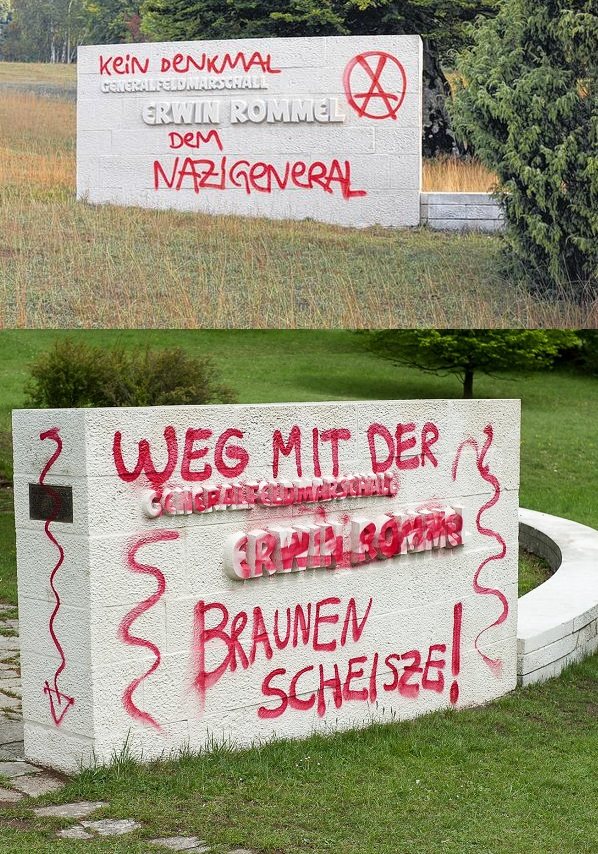 KEIN DENKMAL
GENERALFELDMARSCHALL
ERWIN ROMMEL
DEM
NAZIGENERAL
WEG MIT DER
GENERALFELDMARSCHALL
ERWIN ROMMEL
BRAUNEN
SCHEISZE!